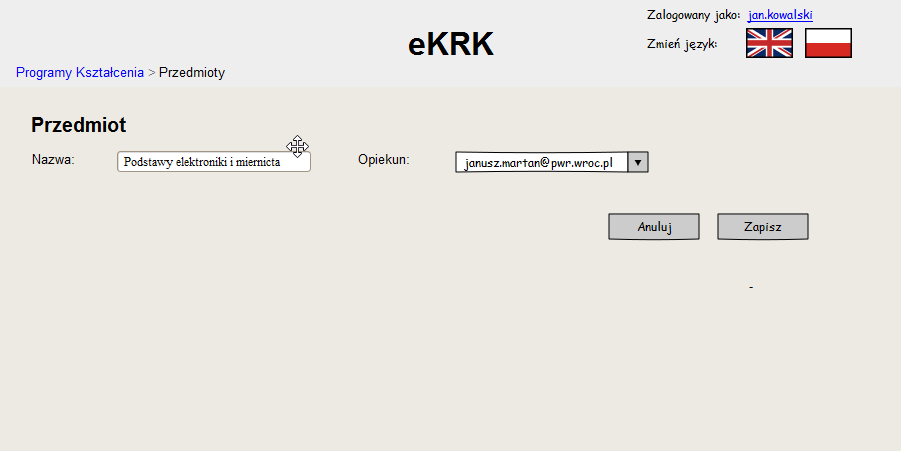 Zalogowany jako: jan.kowalski
eKRK
Zmień język:
Programy Kształcenia > Przedmioty
Przedmiot
Nazwa: Podstawy elektroniki i miernicta Opiekun: janusz.martan@pwr.wroc.pl
Anuluj Zapisz
-